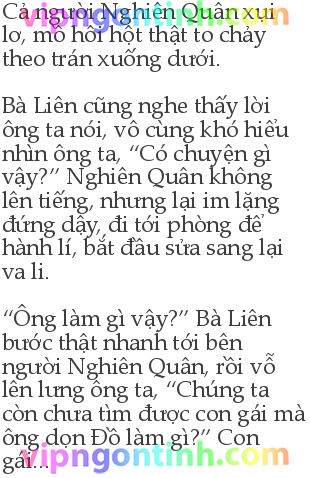 Cả người Nghiên Quân xụi
lơ, mồ hôi hột thật to chảy
theo trán xuống dưới.
Bà Liên cũng nghe thấy lời
ông ta nói, vô cùng khó hiểu
nhìn ông ta, “Có chuyện gì
vậy?” Nghiên Quân không
lên tiếng, nhưng lại im lặng
đứng dậy, đi tới phòng để
hành lí, bắt đầu sửa sang lại
va li.
“Ông làm gì vậy?” Bà Liên
bước thật nhanh tới bên
người Nghiên Quân, rồi vỗ
lên lưng ông ta, “Chúng ta
còn chưa tìm được con gái mà
ông dọn Đồ làm gì?” Con
gái...
vipngontinh.com
vipngontinh.com